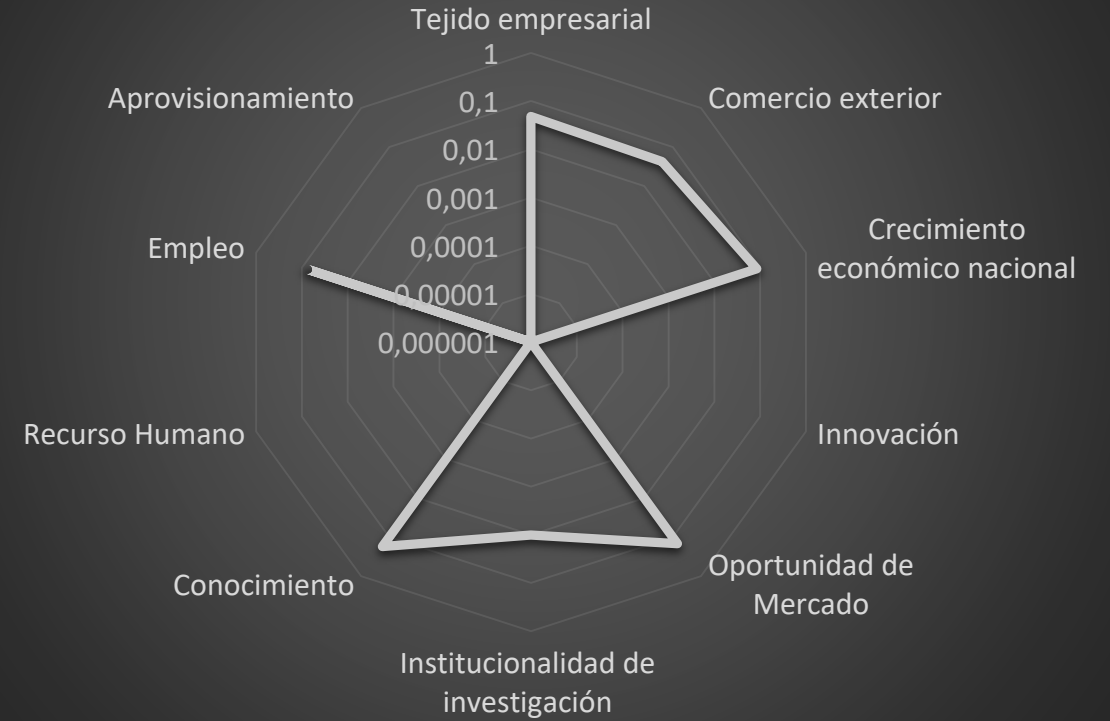 Tejido empresarial
1
Aprovisionamiento
0,1
Comercio exterior
0,01
0,001
Crecimiento
económico nacional
Empleo
0,0001
0,00001
0,000001
Recurso Humano
Innovación
Oportunidad de
Mercado
Conocimiento
Institucionalidad de
investigación